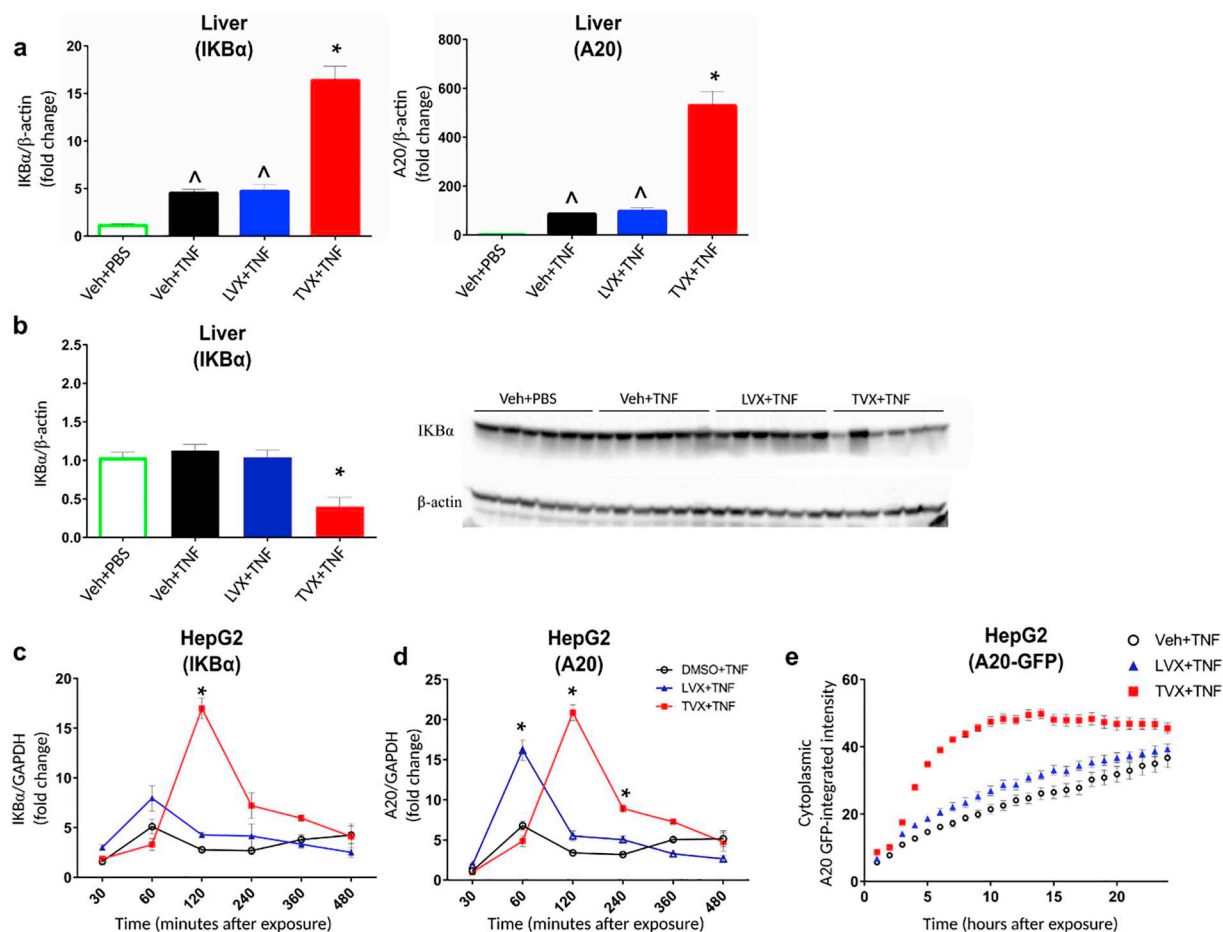 a
Liver
(IKBα)
IKBα/β-actin
(fold change)
20
15
10
5
0
*
^
^
Veh+PBS
Veh+TNF
LVX+TNF
TVX+TNF
Liver
(A20)
A20/β-actin
(fold change)
800
600
400
200
0
*
^
^
Veh+PBS
Veh+TNF
LVX+TNF
TVX+TNF
b
Liver
(IKBα)
IKBα/β-actin
2.5
2.0
1.5
1.0
0.5
0.0
*
Veh+PBS
Veh+TNF
LVX+TNF
TVX+TNF
Veh+PBS Veh+TNF LVX+TNF TVX+TNF
IKBα
β-actin
c
HepG2
(IKBα)
IKBα/GAPDH
(fold change)
20
15
10
5
0
*
30 60 120 240 360 480
Time (minutes after exposure)
d
HepG2
(A20)
A20/GAPDH
(fold change)
25
20
15
10
5
0
*
*
*
DMSO+TNF
LVX+TNF
TVX+TNF
30 60 120 240 360 480
Time (minutes after exposure)
e
HepG2
(A20-GFP)
Veh+TNF
LVX+TNF
TVX+TNF
Cytoplasmic
A20 GFP-integrated intensity
60
40
20
0
0 5 10 15 20
Time (hours after exposure)